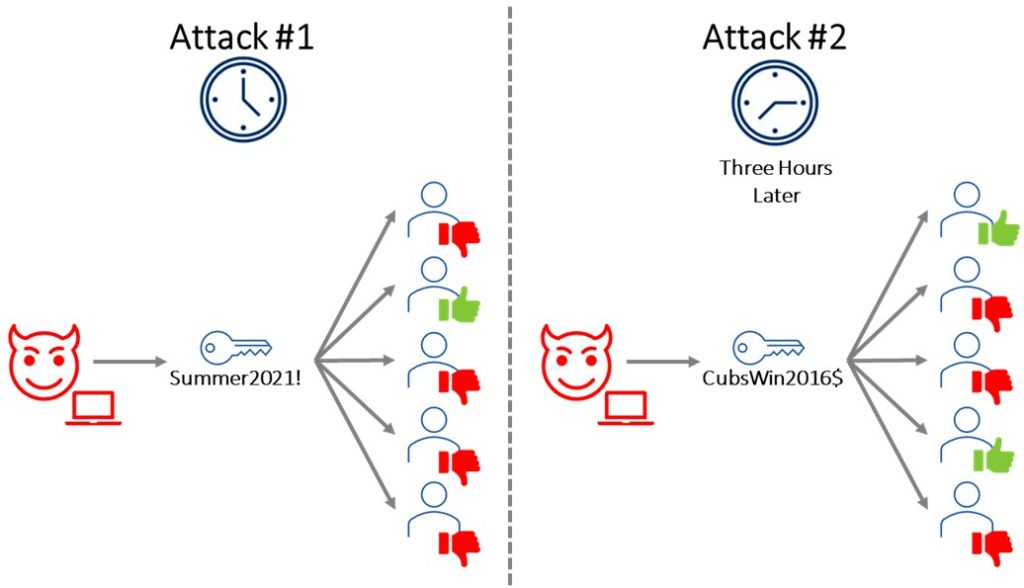 Attack #1
Summer2021!
Attack #2
Three Hours
Later
CubsWin2016$